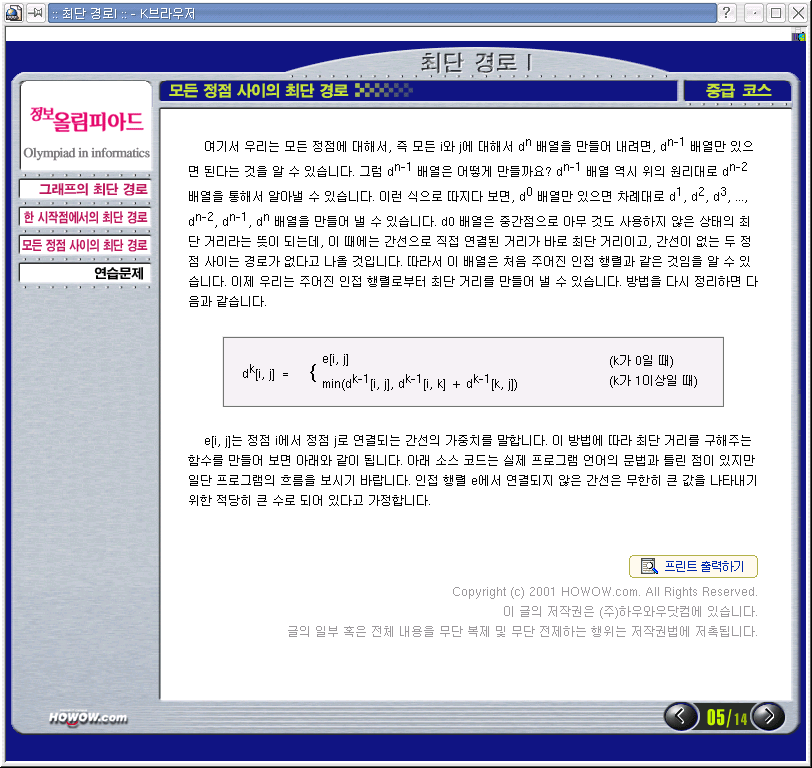 :: 최단 경로I :: - K브라우저
최단 경로 I
모든 정점 사이의 최단 경로
중급 코스
정보올림피아드
Olympiad in informatics
그래프의 최단 경로
한 시작점에서의 최단 경로
모든 정점 사이의 최단 경로
연습문제
여기서 우리는 모든 정점에 대해서, 즉 모든 i와 j에 대해서 dⁿ 배열을 만들어 내려면, dⁿ⁻¹ 배열만 있으
면 된다는 것을 알 수 있습니다. 그럼 dⁿ⁻¹ 배열은 어떻게 만들까요? dⁿ⁻¹ 배열 역시 위의 원리대로 dⁿ⁻²
배열을 통해서 알아낼 수 있습니다. 이런 식으로 따지다 보면, d⁰ 배열만 있으면 차례대로 d¹, d², d³, ...,
dⁿ⁻², dⁿ⁻¹, dⁿ 배열을 만들어 낼 수 있습니다. d0 배열은 중간점으로 아무 것도 사용하지 않은 상태의 최
단 거리라는 뜻이 되는데, 이 때에는 간선으로 직접 연결된 거리가 바로 최단 거리이고, 간선이 없는 두 정
점 사이는 경로가 없다고 나올 것입니다. 따라서 이 배열은 처음 주어진 인접 행렬과 같은 것임을 알 수 있
습니다. 이제 우리는 주어진 인접 행렬로부터 최단 거리를 만들어 낼 수 있습니다. 방법을 다시 정리하면 다
음과 같습니다.
dᵏ[i, j] = {
e[i, j] (k가 0일 때)
min(dᵏ⁻¹[i, j], dᵏ⁻¹[i, k] + dᵏ⁻¹[k, j]) (k가 1이상일 때)
e[i, j]는 정점 i에서 정점 j로 연결되는 간선의 가중치를 말합니다. 이 방법에 따라 최단 거리를 구해주는
함수를 만들어 보면 아래와 같이 됩니다. 아래 소스 코드는 실제 프로그램 언어의 문법과 틀린 점이 있지만
일단 프로그램의 흐름을 보시기 바랍니다. 인접 행렬 e에서 연결되지 않은 간선은 무한히 큰 값을 나타내기
위한 적당히 큰 수로 되어 있다고 가정합니다.
프린트 출력하기
Copyright (c) 2001 HOWOW.com. All Rights Reserved.
이 글의 저작권은 (주)하우와우닷컴에 있습니다.
글의 일부 혹은 전체 내용을 무단 복제 및 무단 전제하는 행위는 저작권법에 저촉됩니다.
HOWOW.com
05/14